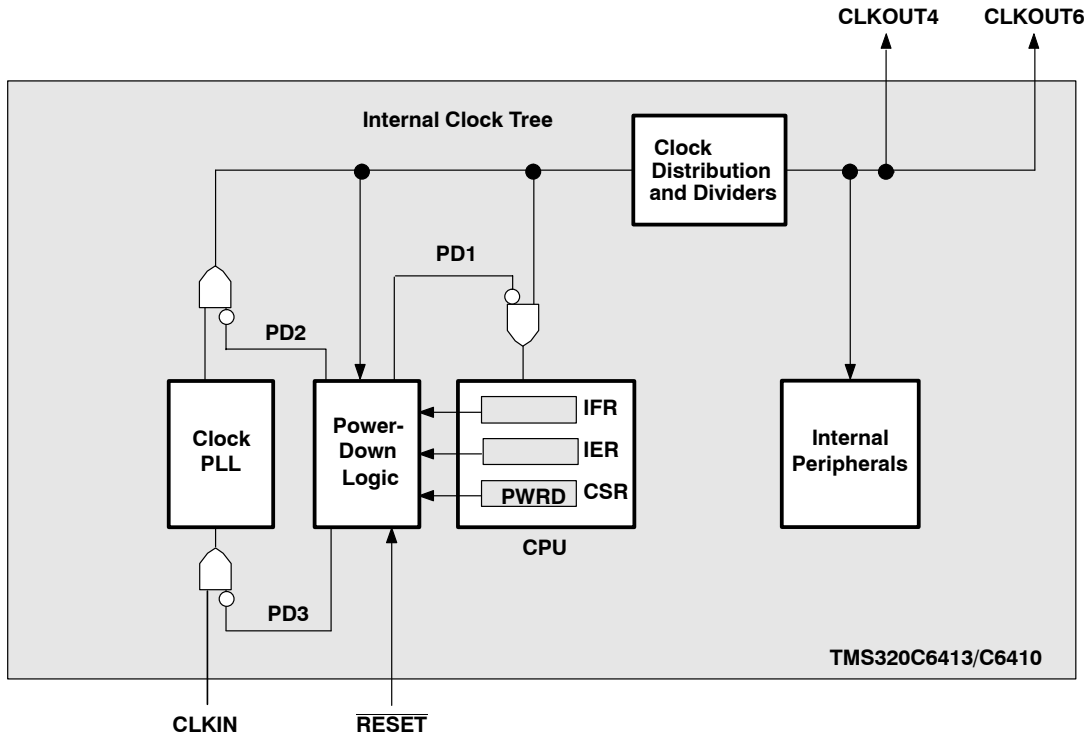 CLKOUT4 CLKOUT6
Internal Clock Tree
Clock
Distribution
and Dividers
PD1
PD2
Clock
PLL
Power-
Down
Logic
IFR
IER
PWRD CSR
CPU
Internal
Peripherals
PD3
TMS320C6413/C6410
CLKIN
RESET